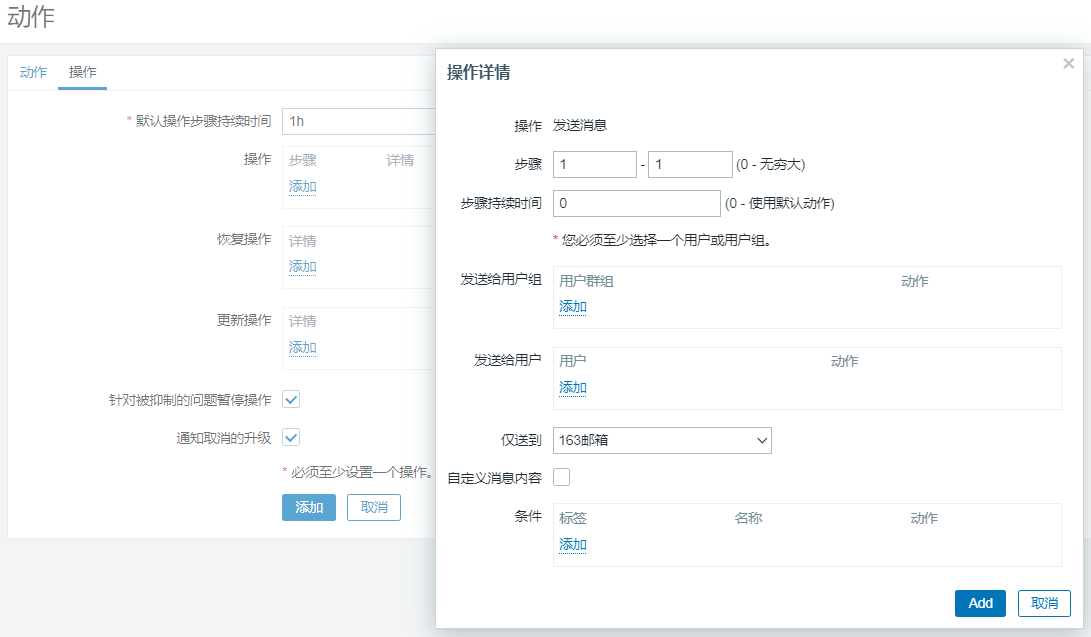 动作
动作 操作
* 默认操作步骤持续时间 1h
操作 步骤 详情
添加
恢复操作 详情
添加
更新操作 详情
添加
针对被抑制的问题暂停操作
通知取消的升级
* 必须至少设置一个操作。
添加 取消
操作详情
操作 发送消息
步骤 1 - 1 (0 - 无穷大)
步骤持续时间 0 (0 - 使用默认动作)
* 您必须至少选择一个用户或用户组。
发送给用户组 用户群组 动作
添加
发送给用户 用户 动作
添加
仅送到 163邮箱
自定义消息内容
条件 标签 名称 动作
添加
Add 取消